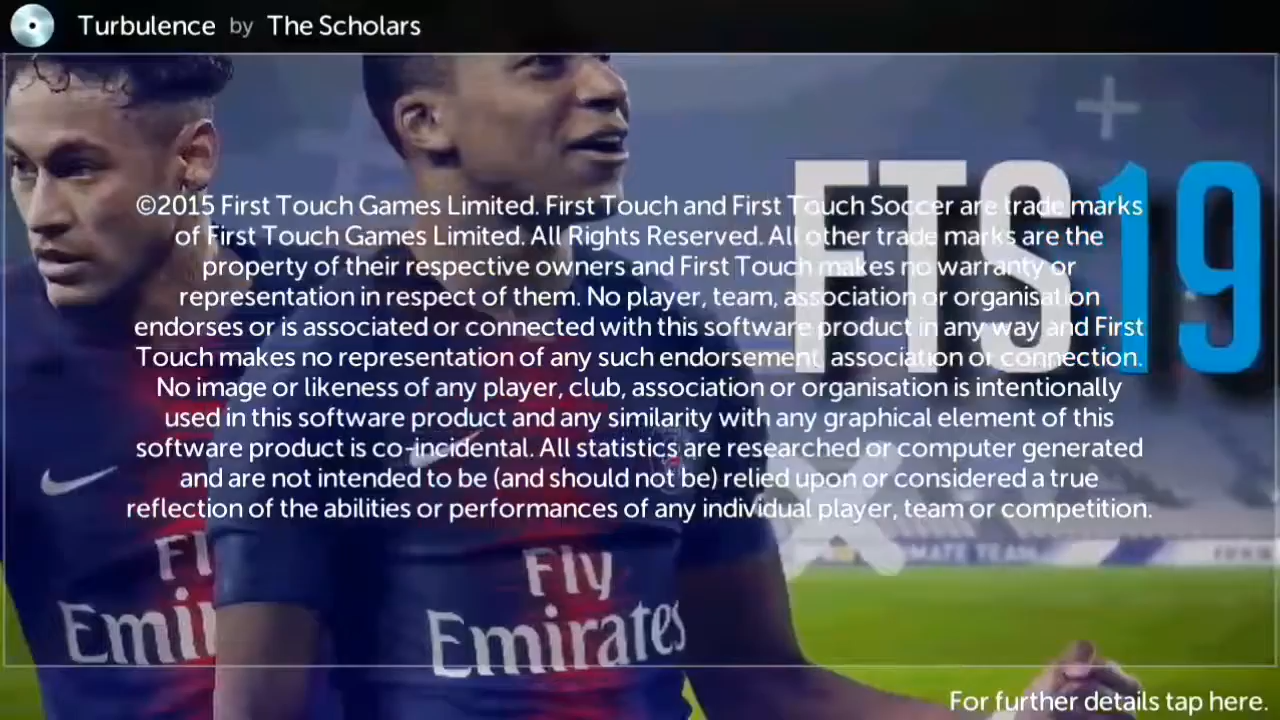 Turbulence by The Scholars
FTS 19
©2015 First Touch Games Limited. First Touch and First Touch Soccer are trade marks
of First Touch Games Limited. All Rights Reserved. All other trade marks are the
property of their respective owners and First Touch makes no warranty or
representation in respect of them. No player, team, association or organisation
endorses or is associated or connected with this software product in any way and First
Touch makes no representation of any such endorsement, association or connection.
No image or likeness of any player, club, association or organisation is intentionally
used in this software product and any similarity with any graphical element of this
software product is co-incidental. All statistics are researched or computer generated
and are not intended to be (and should not be) relied upon or considered a true
reflection of the abilities or performances of any individual player, team or competition.
MATE TEAM
Fl
Emir
Fly
Emirates
For further details tap here.